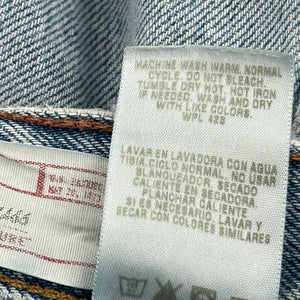 MACHINE WASH WARM, NORMAL
CYCLE. DO NOT BLEACH
TUMBLE DRY HOT. IRON HOT
IF NEEDED. WASH AND DRY
WITH LIKE COLORS.
WPL 423
LAVAR EN LAVADORA CON AGUA
TIBIA. CICLO NORMAL. NO USAR
BLANQUEADOR. SECADO
CALIENTE EN SECADORA
SI ES NECESARIO. PLANCHAR
CALIENTE. LAVAR Y SECAR
CON COLORES SIMILARES